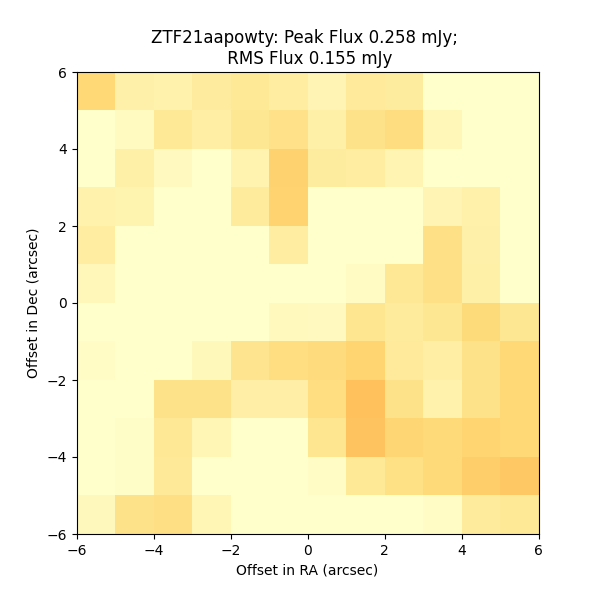 ZTF21aapowty: Peak Flux 0.258 mJy;
RMS Flux 0.155 mJy
6
4
2
0
−2
−4
−6
Offset in Dec (arcsec)
−6 −4 −2 0 2 4 6
Offset in RA (arcsec)